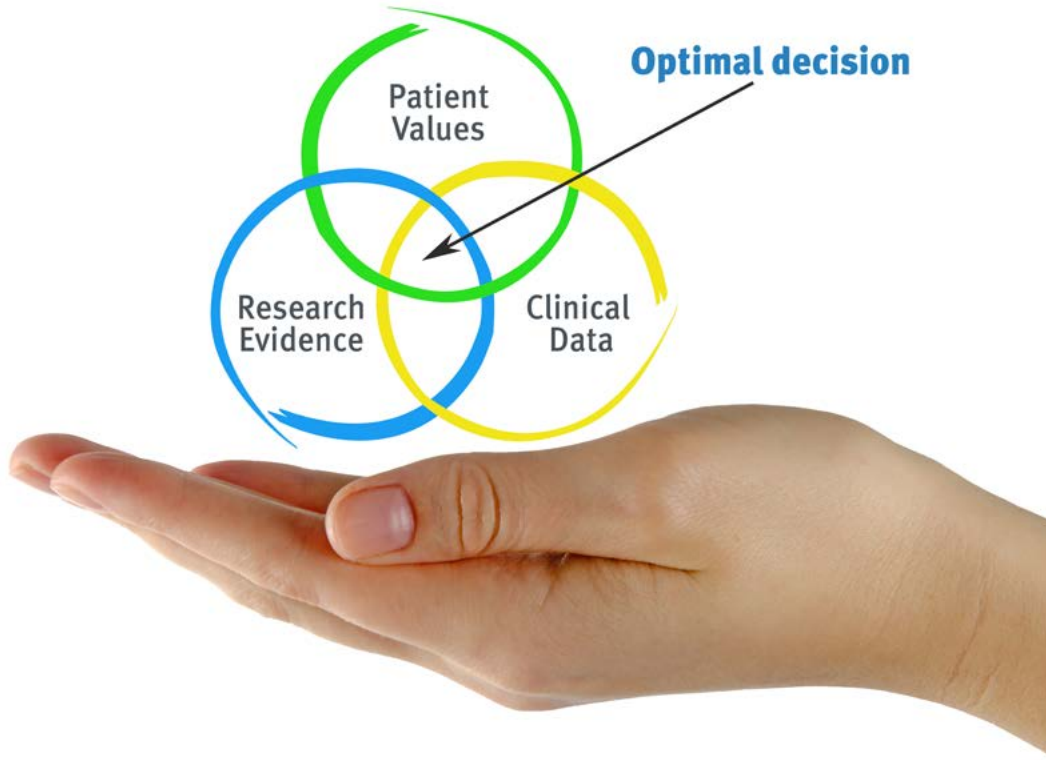 Optimal decision
Patient
Values
Research
Evidence
Clinical
Data